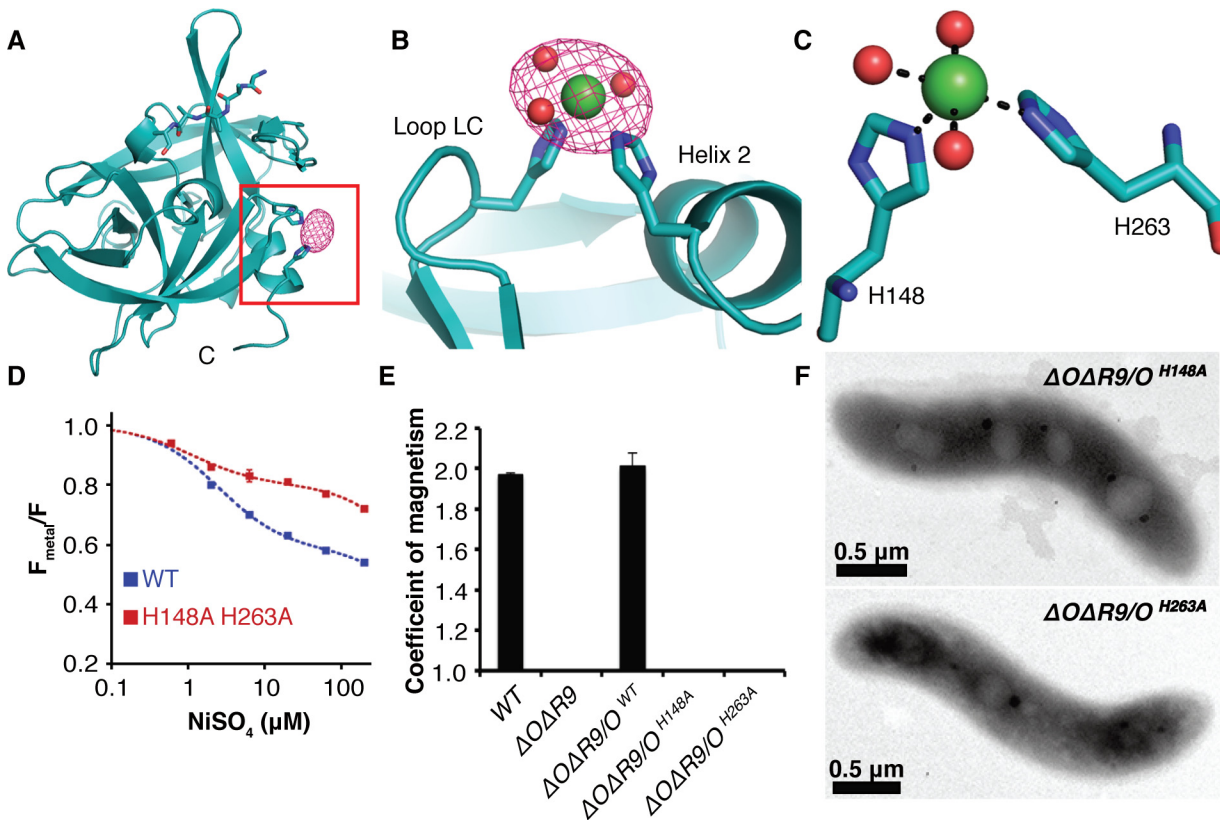 A
B
C
Loop LC
Helix 2
H263
H148
C
D
E
F
1.0
0.8
0.6
0.4
0.2
F metal/F
WT
H148A H263A
0.1
1
10
100
NiSO4 (µM)
2.2
2.0
1.8
1.6
1.4
1.2
1.0
Coefficeint of magnetism
WT
ΔOΔR9
ΔOΔR9/O WT
ΔOΔR9/O H148A
ΔOΔR9/O H263A
ΔOΔR9/O H148A
0.5 µm
ΔOΔR9/O H263A
0.5 µm